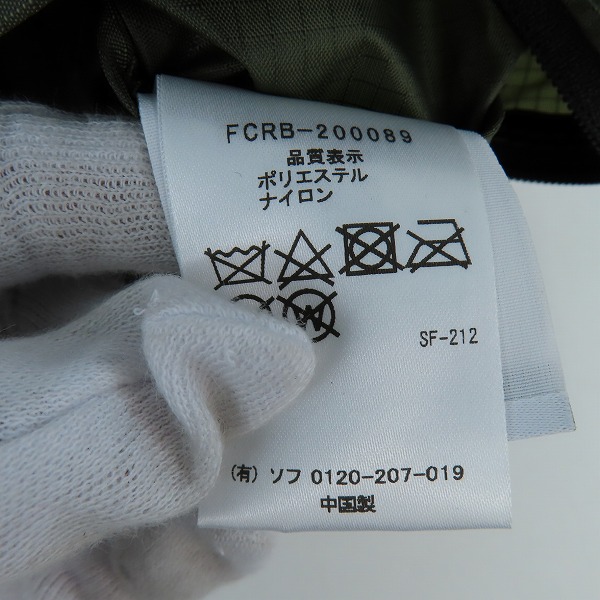 FCRB-200089
品質表示
ポリエステル
ナイロン
W
SF-212
(有) ソフ 0120-207-019
中国製